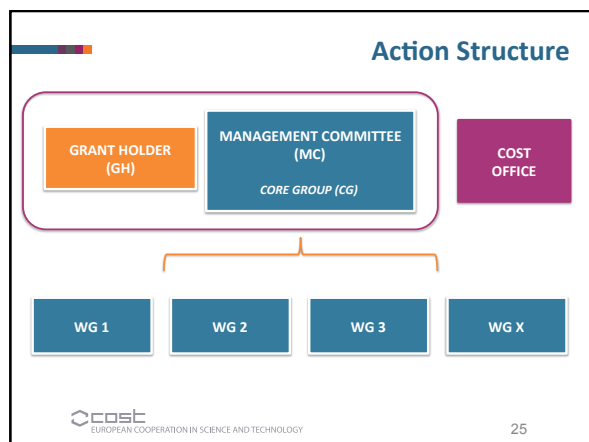 Action Structure
GRANT HOLDER
(GH)
MANAGEMENT COMMITTEE
(MC)
CORE GROUP (CG)
COST
OFFICE
WG 1
WG 2
WG 3
WG X
cost
EUROPEAN COOPERATION IN SCIENCE AND TECHNOLOGY
25